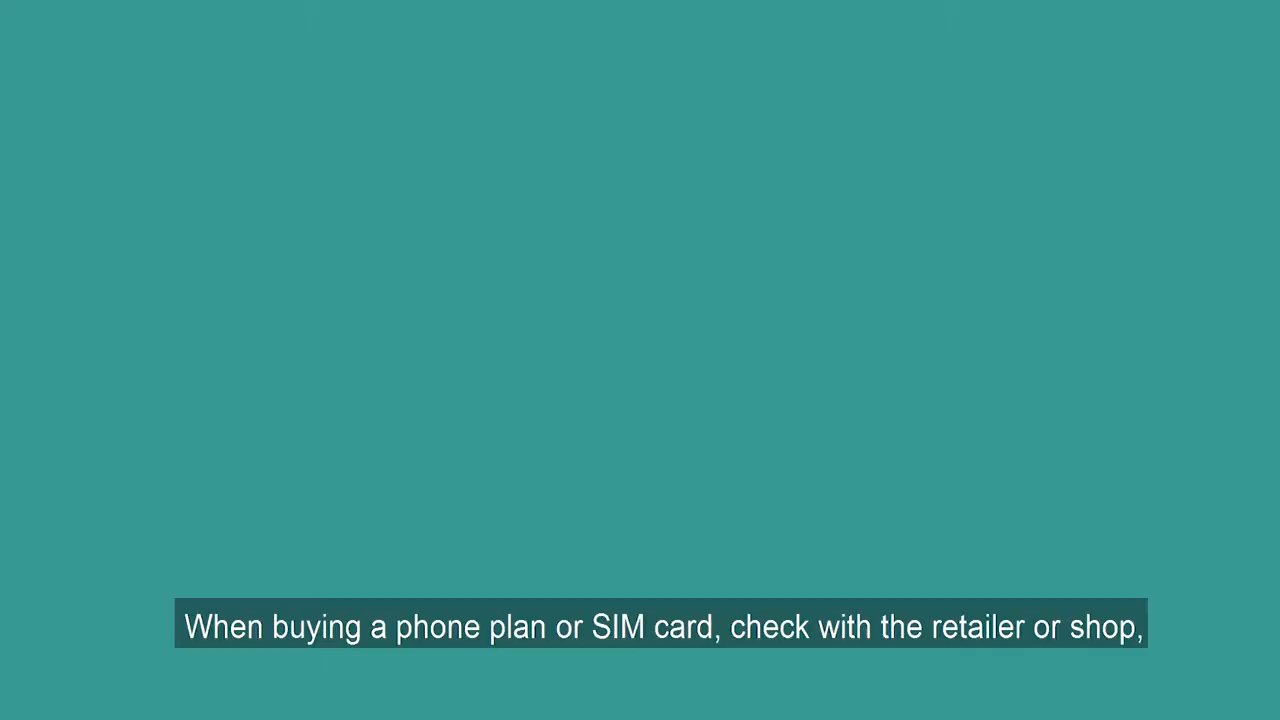 When buying a phone plan or SIM card, check with the retailer or shop,